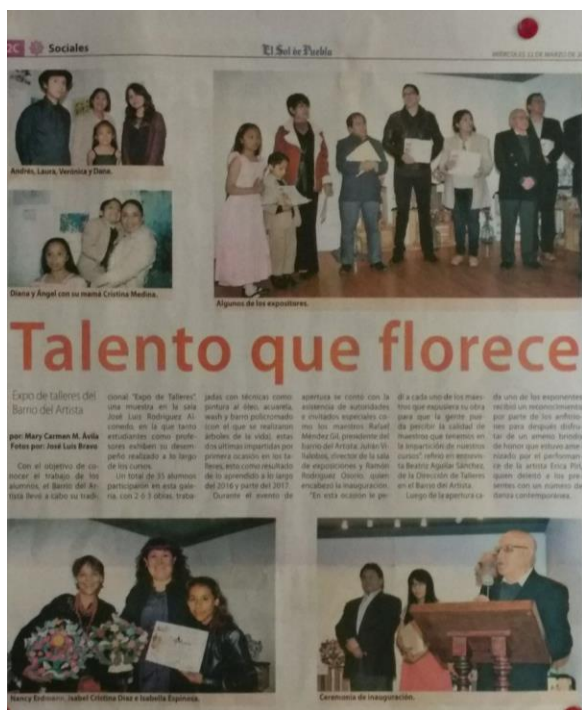 2C Sociales
El Sol de Puebla
MIÉRCOLES 22 DE MARZO DE
Andrés, Laura, Verónica y Dana.
Diana y Ángel con su mamá Cristina Medina.
Algunos de los expositores.
Talento que florece
Expo de talleres del
Barrio del Artista
por: Mary Carmen M. Ávila
Fotos por: José Luis Bravo
Con el objetivo de co-
nocer el trabajo de los
alumnos, el Barrio del Ar-
tista llevó a cabo su tradi-
cional "Expo de Talleres",
una muestra en la sala
José Luis Rodríguez Al-
conedo, en la que tanto
estudiantes como profe-
sores exhiben su desem-
peño realizado a lo largo
de los cursos.
Un total de 35 alumnos
participaron en esta gale-
ría, con 2 ó 3 obras, traba-
jadas con técnicas como
pintura al óleo, acuarela,
wash y barro policromado
(con el que se realizaron
árboles de la vida), estas
dos últimas impartidas por
primera ocasión en los ta-
lleres, esto como resultado
de lo aprendido a lo largo
del 2016 y parte del 2017.
Durante el evento de
apertura se contó con la
asistencia de autoridades
e invitados especiales co-
mo los maestros Rafael
Méndez Gil, presidente del
barrio del Artista; Julián Vi-
llalobos, director de la sala
de exposiciones y Ramón
Rodríguez Osorio, quien
encabezó la inauguración.
"En esta ocasión le pe-
dí a cada uno de los maes-
tros que expusiera su obra
para que la gente pue-
da percibir la calidad de
maestros que tenemos en
la impartición de nuestros
cursos", refirió en entrevis-
ta Beatriz Aguilar Sánchez,
de la Dirección de Talleres
en el Barrio del Artista.
Luego de la apertura ca-
da uno de los exponentes
recibió un reconocimiento
por parte de los anfitrio-
nes para después disfru-
tar de un ameno brindis
de honor que estuvo ame-
nizado por el performan-
ce de la artista Erica
quien deleitó a los pre-
sentes con un número de
danza contemporánea.
Nancy Erdmann, Isabel Cristina Díaz e Isabella Espinosa.
Ceremonia de inauguración.